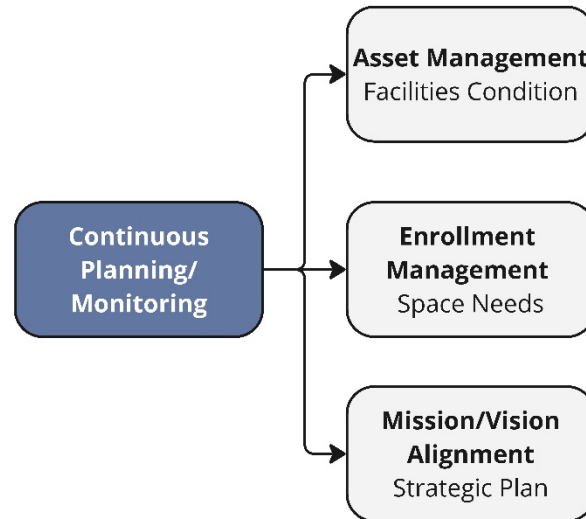 Asset Management
Facilities Condition
Continuous
Planning/
Monitoring
Enrollment
Management
Space Needs
Mission/Vision
Alignment
Strategic Plan